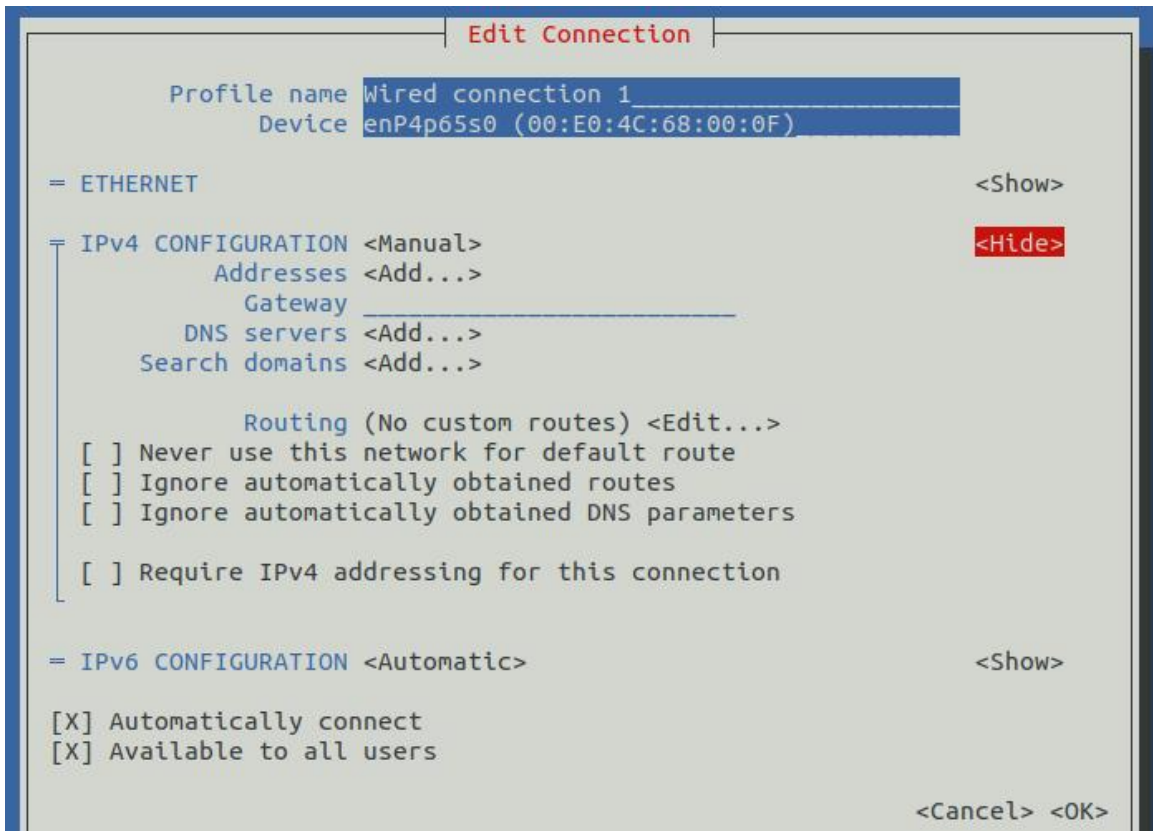 Edit Connection
Profile name Wired connection 1
Device enP4p65s0 (00:E0:4C:68:00:0F)
= ETHERNET <Show>
IPv4 CONFIGURATION <Manual> <Hide>
Addresses <Add...>
Gateway
DNS servers <Add...>
Search domains <Add...>
Routing (No custom routes) <Edit...>
[ ] Never use this network for default route
[ ] Ignore automatically obtained routes
[ ] Ignore automatically obtained DNS parameters
[ ] Require IPv4 addressing for this connection
= IPv6 CONFIGURATION <Automatic> <Show>
[X] Automatically connect
[X] Available to all users
<Cancel> <OK>